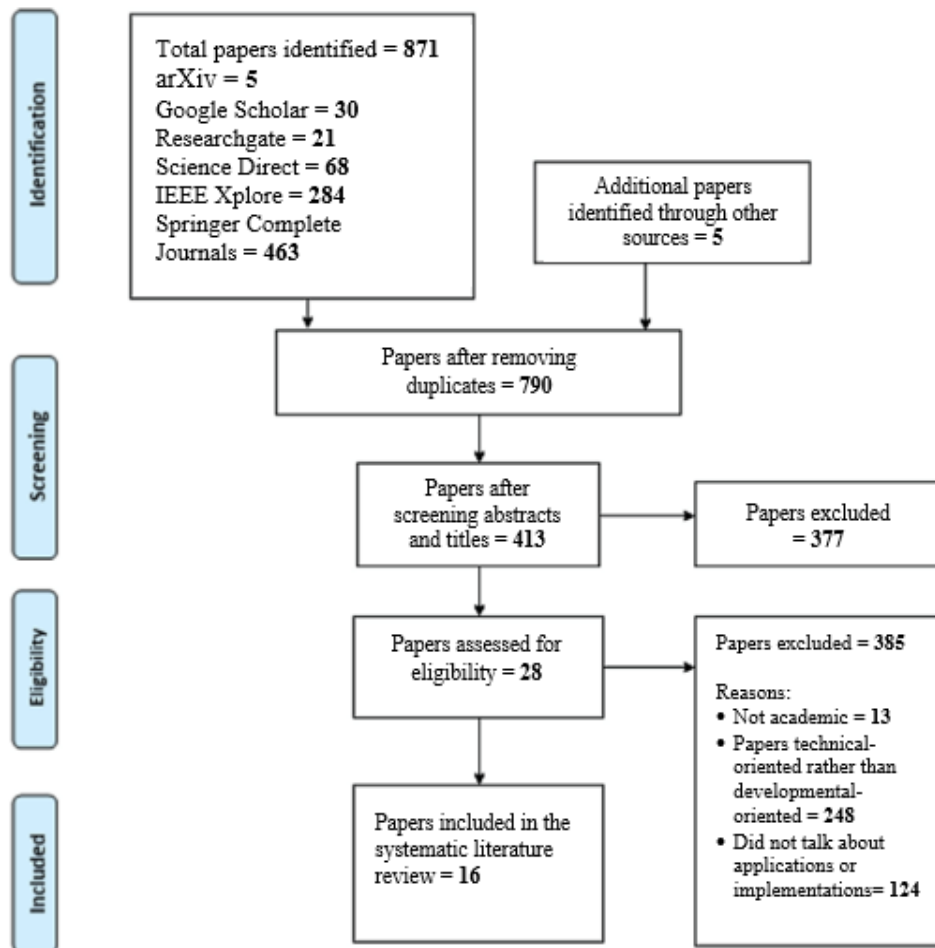 Identification
Total papers identified = 871
arXiv = 5
Google Scholar = 30
Researchgate = 21
Science Direct = 68
IEEE Xplore = 284
Springer Complete
Journals = 463
Additional papers
identified through other
sources = 5
Screening
Papers after removing
duplicates = 790
Papers after
screening abstracts
and titles = 413
Papers excluded
= 377
Eligibility
Papers assessed for
eligibility = 28
Papers excluded = 385
Reasons:
• Not academic = 13
• Papers technical-
oriented rather than
developmental-
oriented = 248
• Did not talk about
applications or
implementations= 124
Included
Papers included in the
systematic literature
review = 16